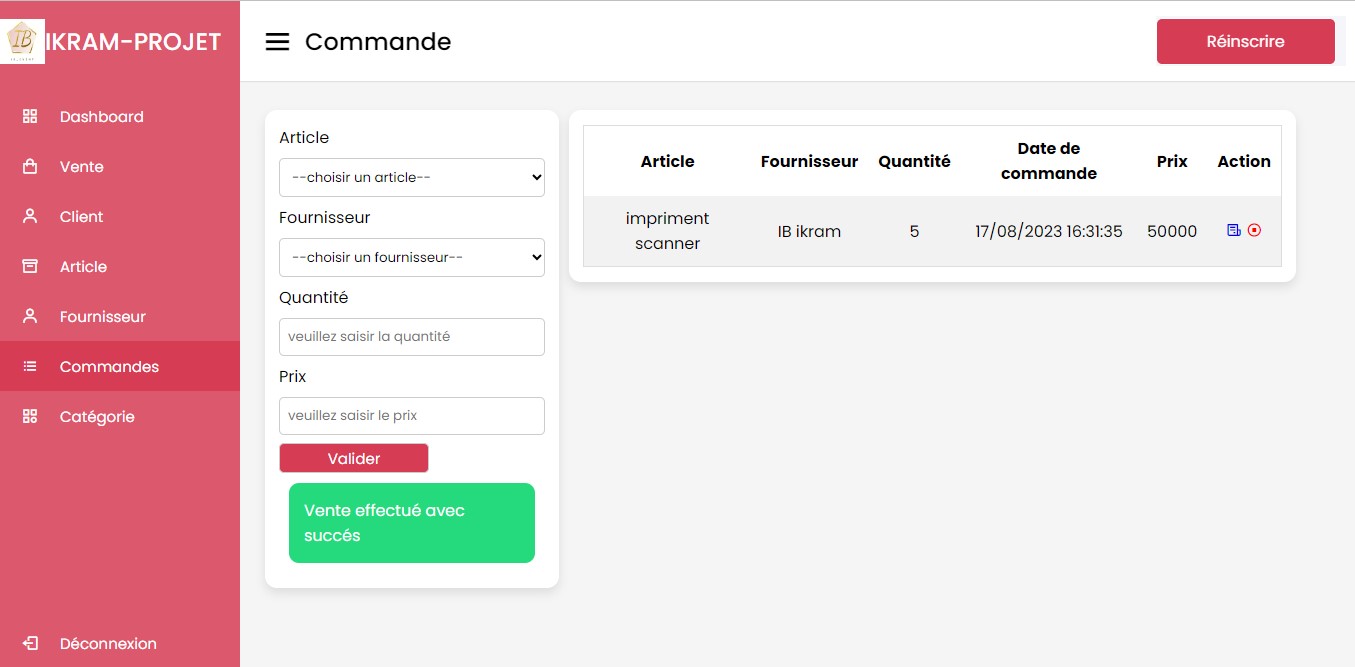 IB
IKRAM-PROJET
Commande
Réinscrire
Dashboard
Vente
Client
Article
Fournisseur
Commandes
Catégorie
Déconnexion
Article
--choisir un article--
Fournisseur
--choisir un fournisseur--
Quantité
veuillez saisir la quantité
Prix
veuillez saisir le prix
Valider
Vente effectué avec
succés
Article Fournisseur Quantité Date de commande Prix Action
impriment scanner IB ikram 5 17/08/2023 16:31:35 50000